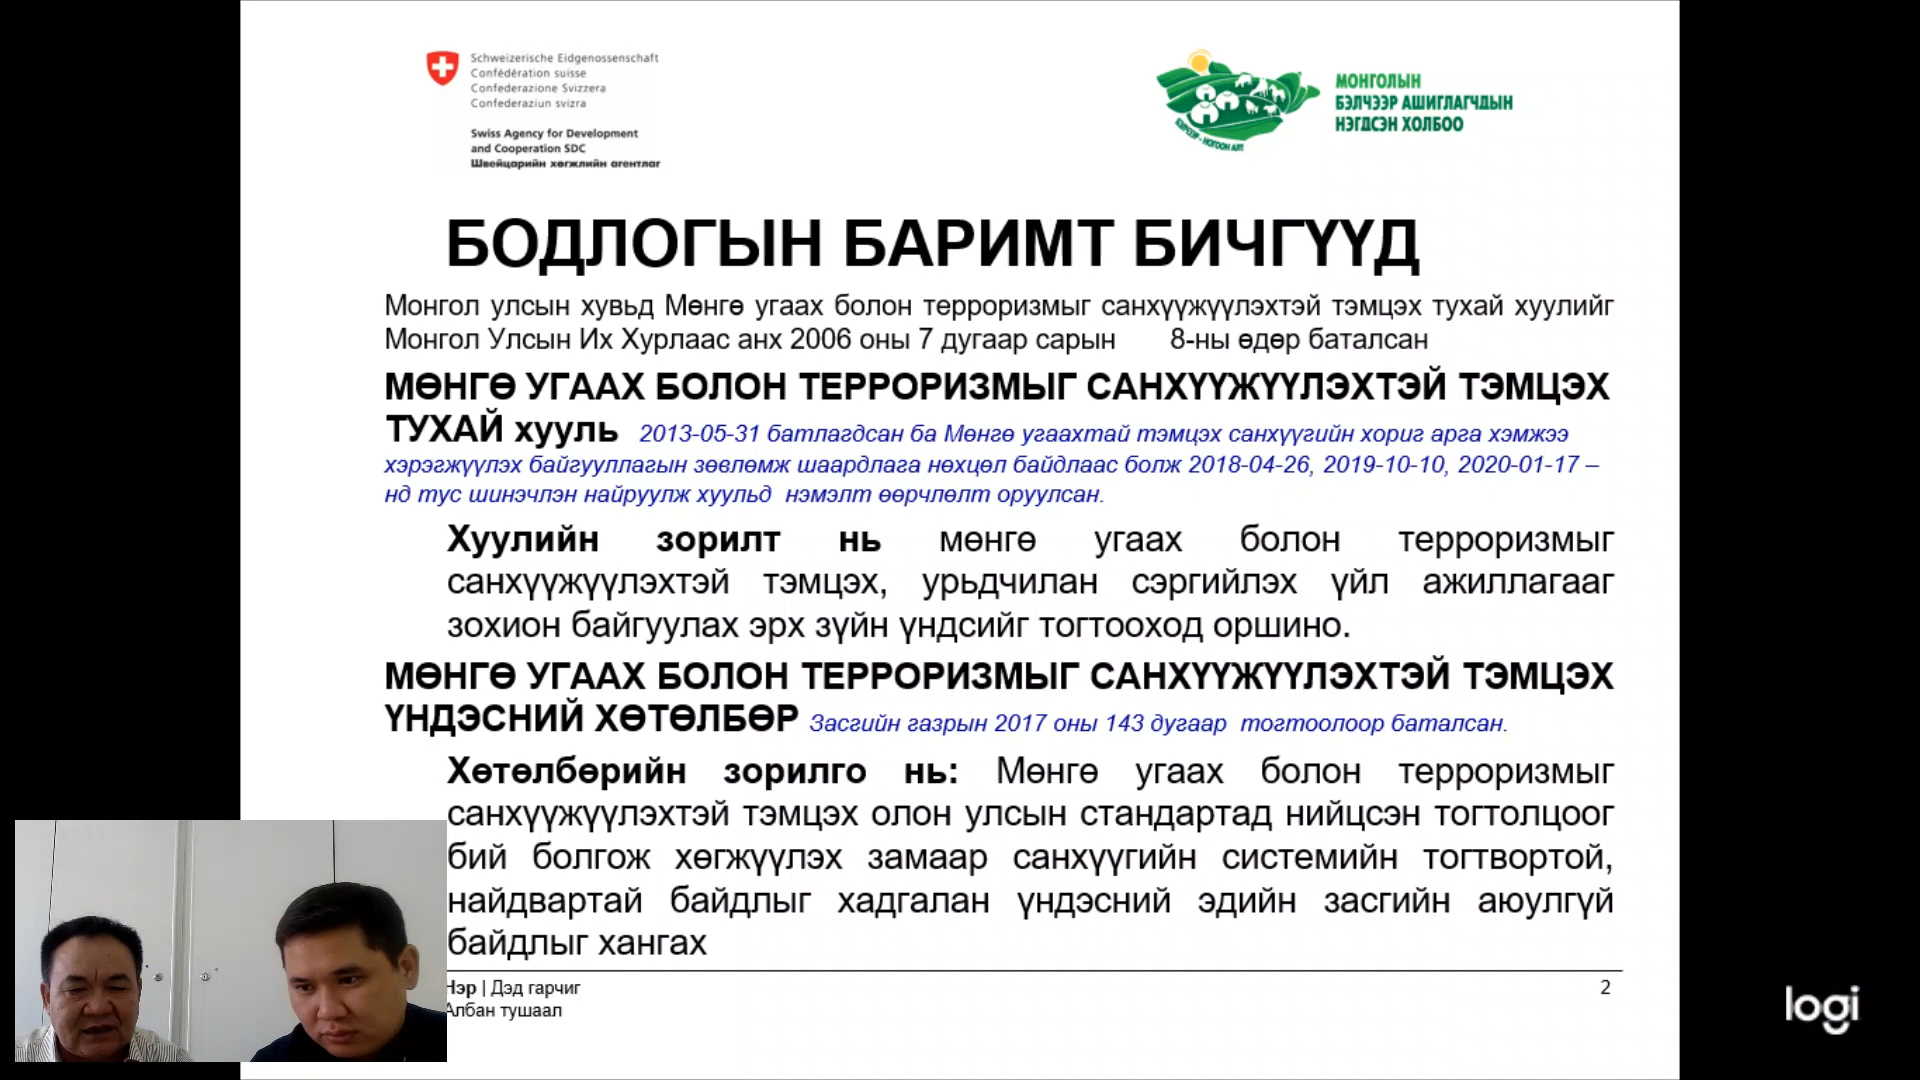 Schweizerische Eidgenossenschaft
Confédération suisse
Confederazione Svizzera
Confederaziun svizra
Swiss Agency for Development
and Cooperation SDC
Швейцарийн хөгжлийн агентлаг
БЭЛЧЭЭР - НОГООН АЛТ
МОНГОЛЫН
БЭЛЧЭЭР АШИГЛАГЧДЫН
НЭГДСЭН ХОЛБОО
БОДЛОГЫН БАРИМТ БИЧГҮҮД
Монгол улсын хувьд Мөнгө угаах болон терроризмыг санхүүжүүлэхтэй тэмцэх тухай хуулийг
Монгол Улсын Их Хурлаас анх 2006 оны 7 дугаар сарын 8-ны өдөр баталсан
МӨНГӨ УГААХ БОЛОН ТЕРРОРИЗМЫГ САНХҮҮЖҮҮЛЭХТЭЙ ТЭМЦЭХ
ТУХАЙ хууль 2013-05-31 батлагдсан ба Мөнгө угаахтай тэмцэх санхүүгийн хориг арга хэмжээ
хэрэгжүүлэх байгууллагын зөвлөмж шаардлага нөхцөл байдлаас болж 2018-04-26, 2019-10-10, 2020-01-17 –
нд тус шинэчлэн найруулж хуульд нэмэлт өөрчлөлт оруулсан.
Хуулийн зорилт нь мөнгө угаах болон терроризмыг
санхүүжүүлэхтэй тэмцэх, урьдчилан сэргийлэх үйл ажиллагааг
зохион байгуулах эрх зүйн үндсийг тогтооход оршино.
МӨНГӨ УГААХ БОЛОН ТЕРРОРИЗМЫГ САНХҮҮЖҮҮЛЭХТЭЙ ТЭМЦЭХ
ҮНДЭСНИЙ ХӨТӨЛБӨР Засгийн газрын 2017 оны 143 дугаар тогтоолоор баталсан.
Хөтөлбөрийн зорилго нь: Мөнгө угаах болон терроризмыг
санхүүжүүлэхтэй тэмцэх олон улсын стандартад нийцсэн тогтолцоог
бий болгож хөгжүүлэх замаар санхүүгийн системийн тогтвортой,
найдвартай байдлыг хадгалан үндэсний эдийн засгийн аюулгүй
байдлыг хангах
Нэр | Дэд гарчиг
Албан тушаал
2
logi